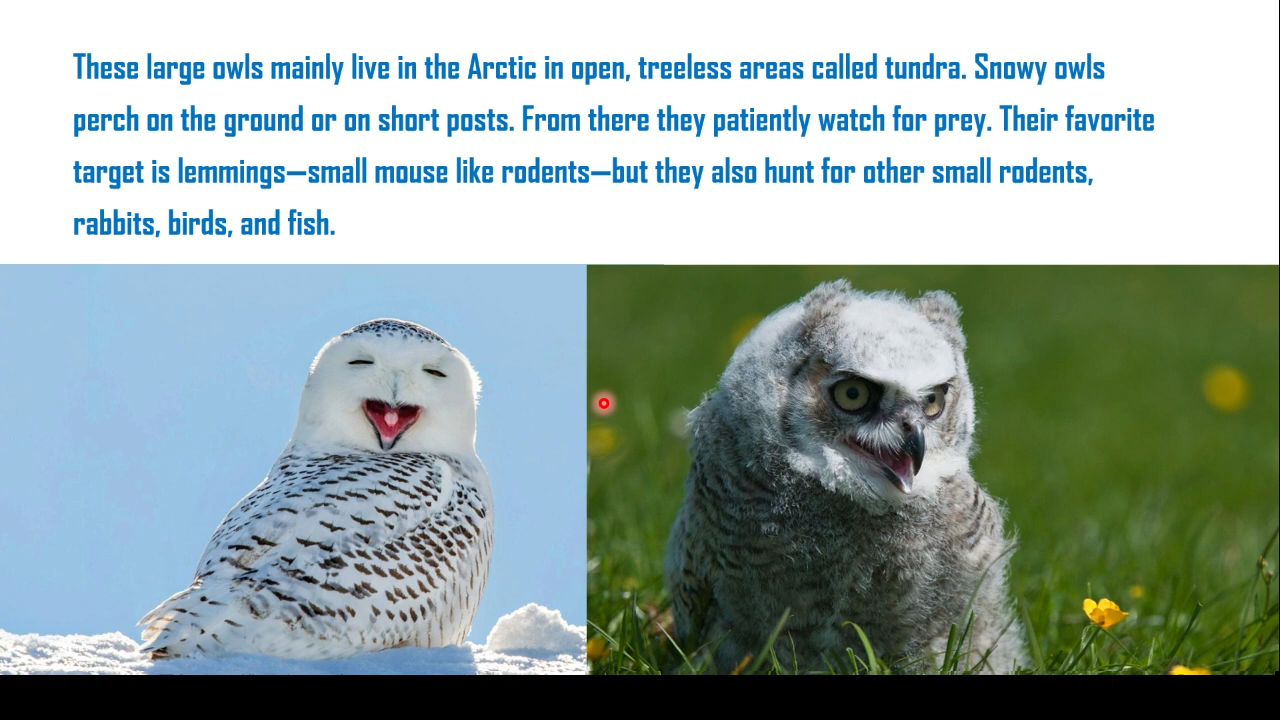 These large owls mainly live in the Arctic in open, treeless areas called tundra. Snowy owls
perch on the ground or on short posts. From there they patiently watch for prey. Their favorite
target is lemmings—small mouse like rodents—but they also hunt for other small rodents,
rabbits, birds, and fish.